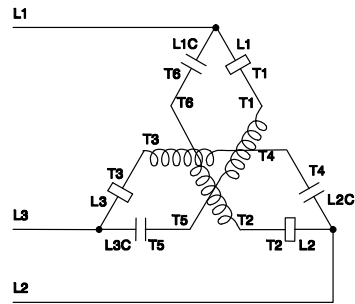 L1
L1C L1
T6 T1
T6 T1
T3 T4
T3 T4
L3 L2C
L3 T5 T2
L3C T5 T2 L2
L2